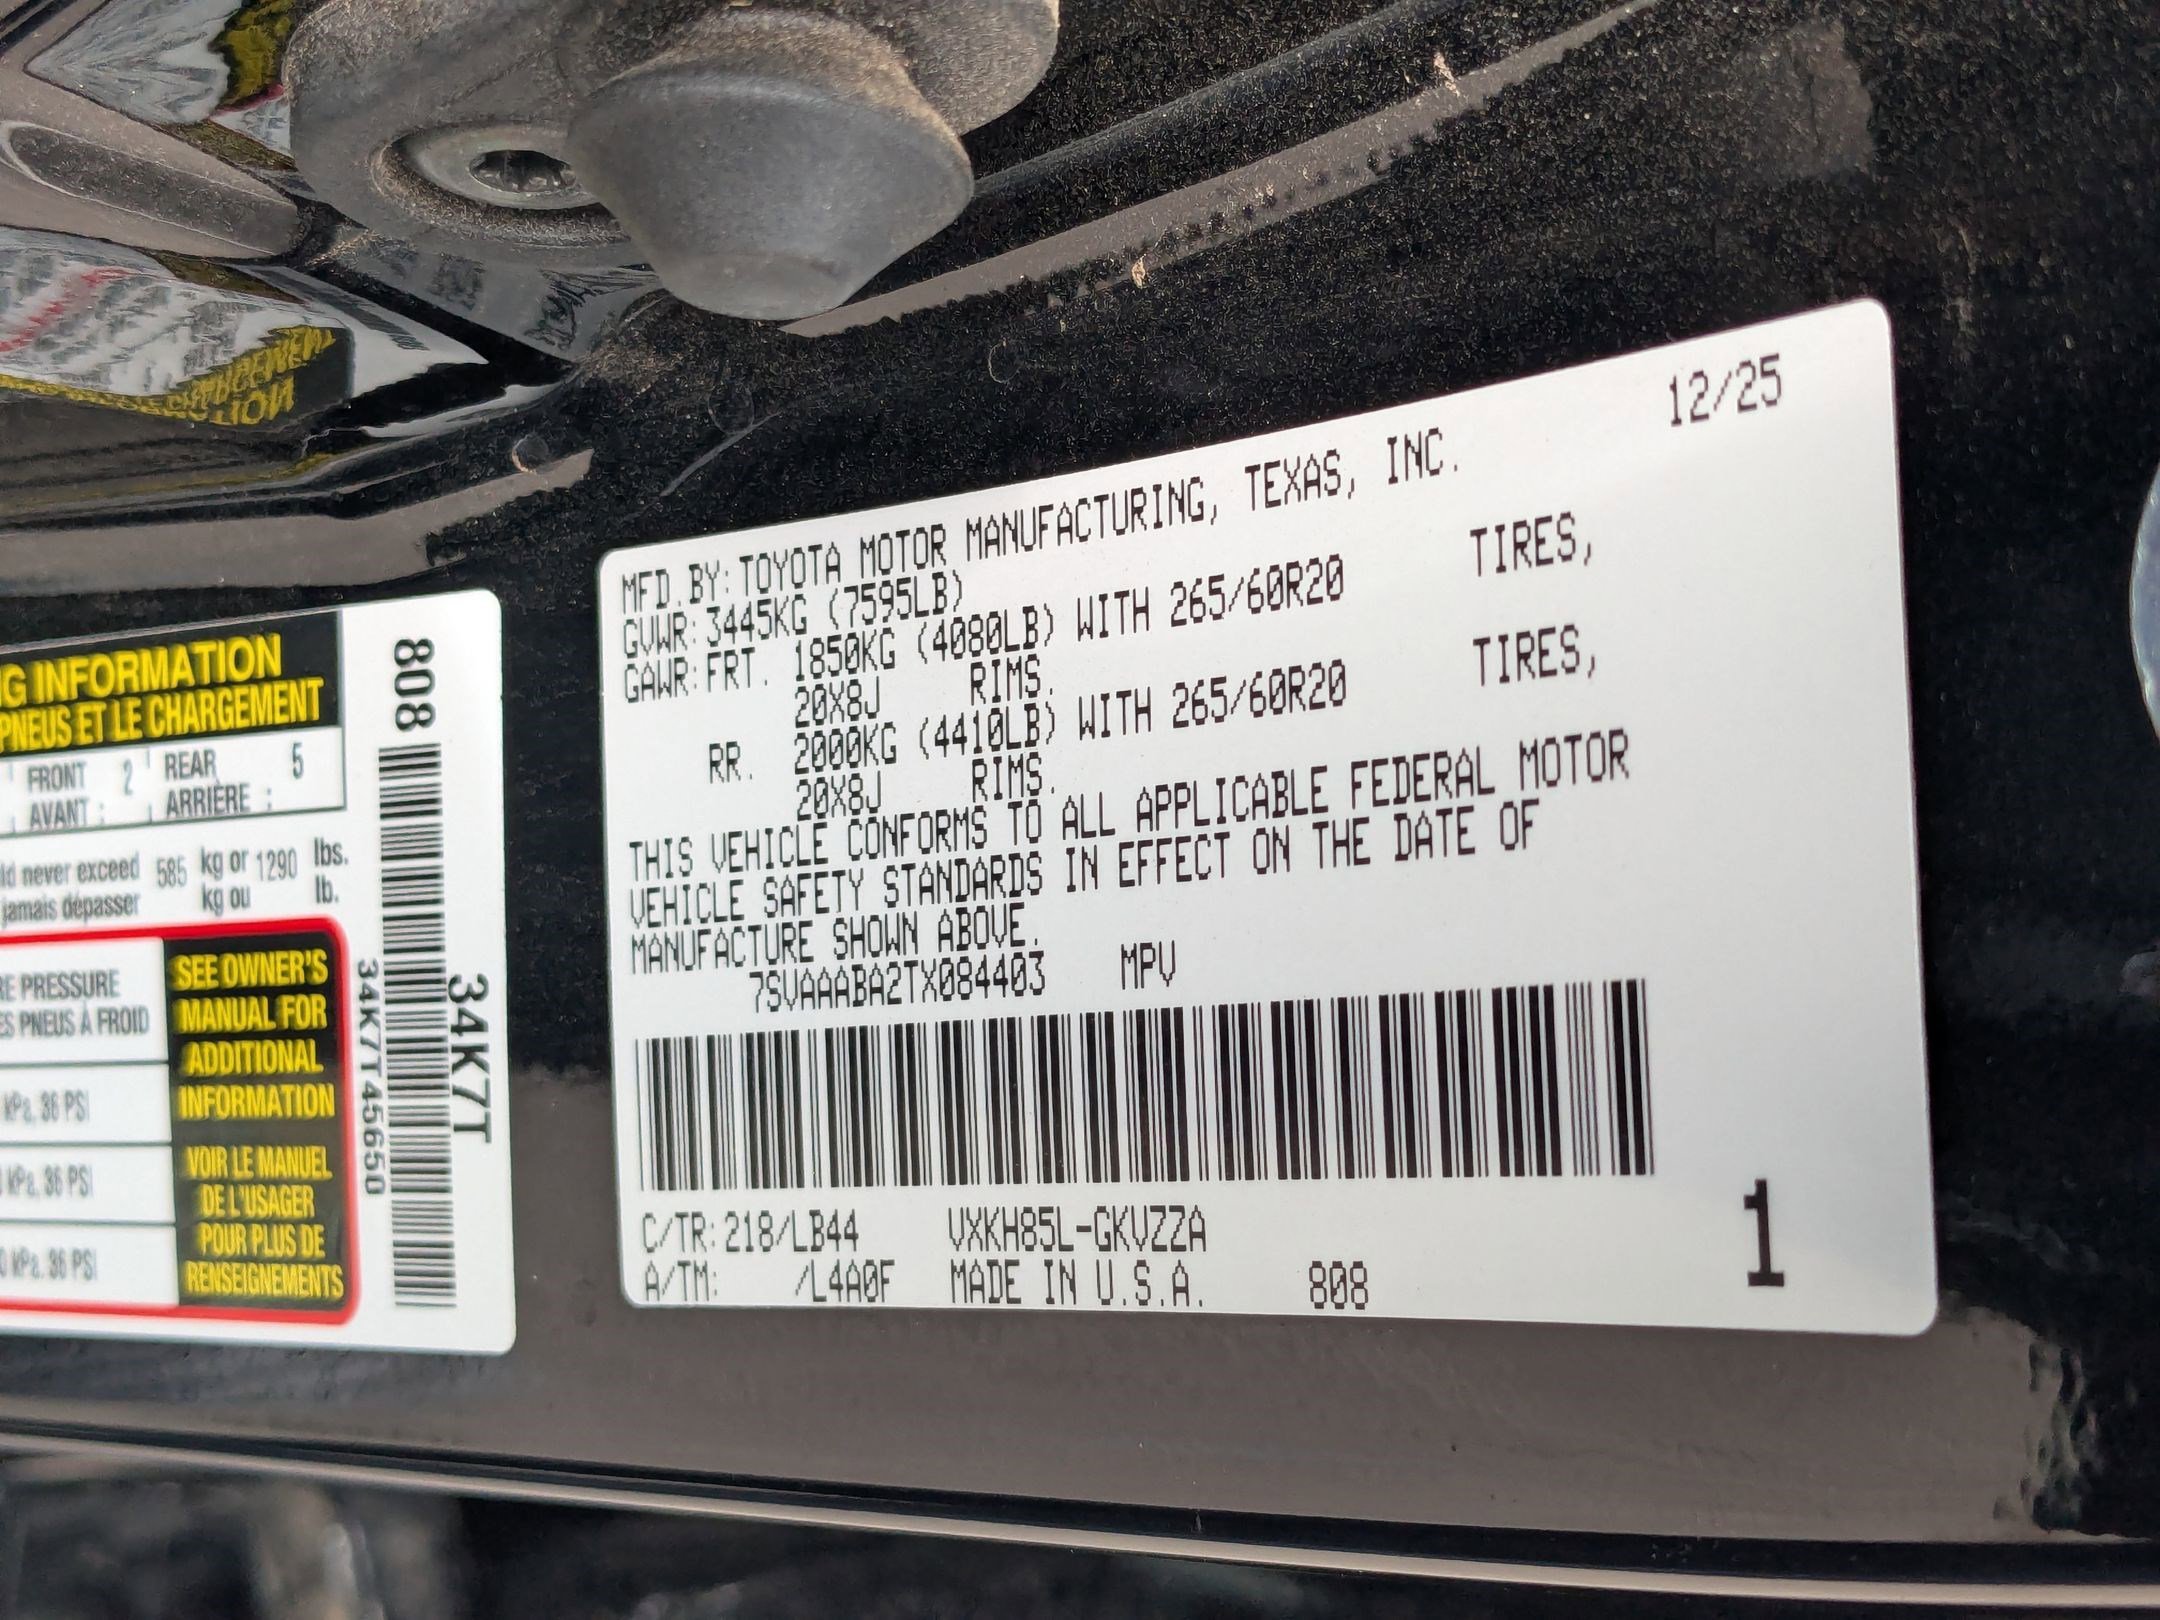 G INFORMATION
PNEUS ET LE CHARGEMENT
FRONT 2 REAR 5
AVANT : ARRIÈRE :
ld never exceed 585 kg or 1290 lbs.
jamais dépasser kg ou lb.
RE PRESSURE
ES PNEUS À FROID
kPa, 36 PSI
kPa, 36 PSI
0 kPa, 36 PSI
SEE OWNER'S
MANUAL FOR
ADDITIONAL
INFORMATION
VOIR LE MANUEL
DE L'USAGER
POUR PLUS DE
RENSEIGNEMENTS
808
34K7T45650
34K7T
12/25
MFD. BY: TOYOTA MOTOR MANUFACTURING, TEXAS, INC.
GVWR: 3445KG (7595LB)
GAWR: FRT. 1850KG (4080LB) WITH 265/60R20 TIRES,
20X8J RIMS.
RR. 2000KG (4410LB) WITH 265/60R20 TIRES,
20X8J RIMS.
THIS VEHICLE CONFORMS TO ALL APPLICABLE FEDERAL MOTOR
VEHICLE SAFETY STANDARDS IN EFFECT ON THE DATE OF
MANUFACTURE SHOWN ABOVE.
7SVAAABA2TX084403 MPV
C/TR: 218/LB44 VXKH85L-GKVZZA
A/TM: /L4A0F MADE IN U.S.A. 808
1